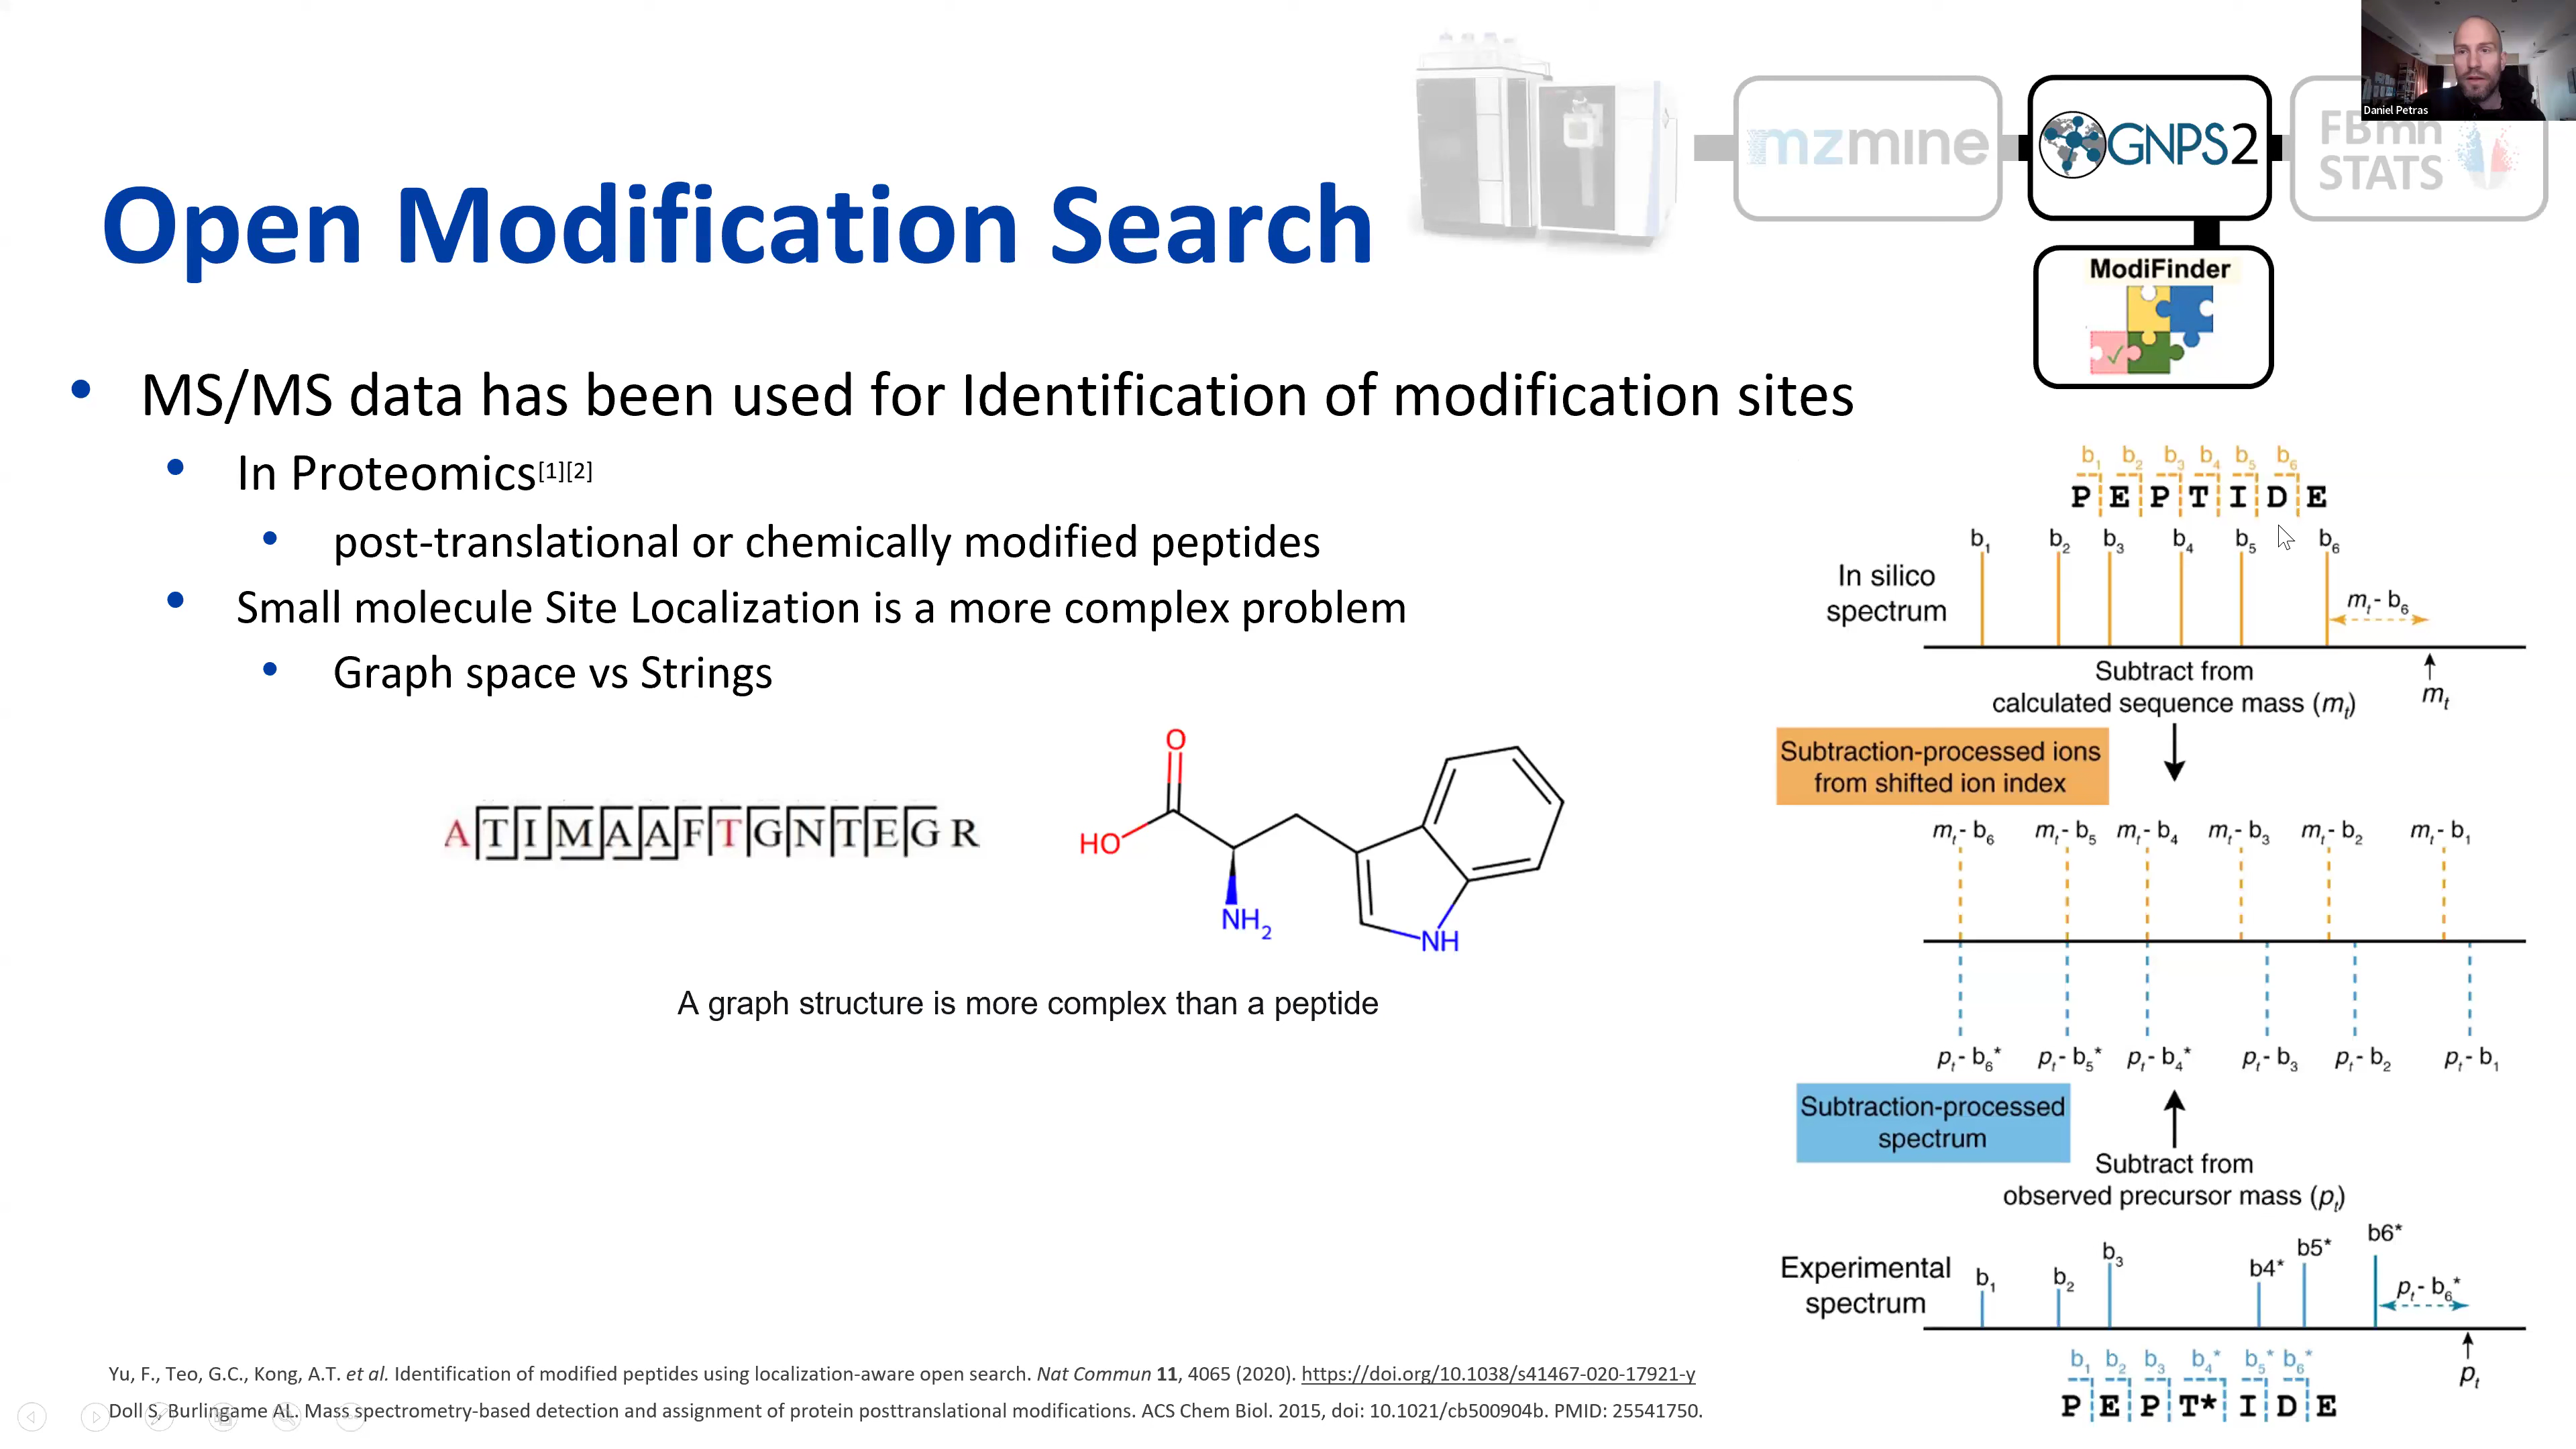 Daniel Petras
mzmine
GNPS2
FBmn
STATS
ModiFinder
Open Modification Search
• MS/MS data has been used for Identification of modification sites
• In Proteomics[1][2]
• post-translational or chemically modified peptides
• Small molecule Site Localization is a more complex problem
• Graph space vs Strings
ATIMAAFTGNTEGR
O
HO
NH2
NH
A graph structure is more complex than a peptide
b1 b2 b3 b4 b5 b6
P E P T I D E
b1 b2 b3 b4 b5 b6
In silico
spectrum
mt - b6
mt
Subtract from
calculated sequence mass (mt)
Subtraction-processed ions
from shifted ion index
mt - b6 mt - b5 mt - b4 mt - b3 mt - b2 mt - b1
pt - b6* pt - b5* pt - b4* pt - b3 pt - b2 pt - b1
Subtraction-processed
spectrum
Subtract from
observed precursor mass (pt)
Experimental
spectrum
b1 b2 b3 b4* b5* b6*
pt - b6*
pt
b1 b2 b3 b4* b5* b6*
P E P T* I D E
Yu, F., Teo, G.C., Kong, A.T. et al. Identification of modified peptides using localization-aware open search. Nat Commun 11, 4065 (2020). https://doi.org/10.1038/s41467-020-17921-y
Doll S, Burlingame AL. Mass spectrometry-based detection and assignment of protein posttranslational modifications. ACS Chem Biol. 2015, doi: 10.1021/cb500904b. PMID: 25541750.